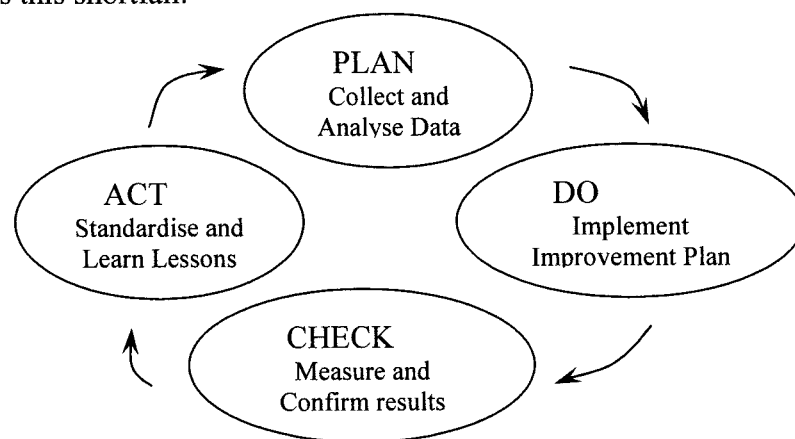 this shortfall.
PLAN
Collect and
Analyse Data
DO
Implement
Improvement Plan
CHECK
Measure and
Confirm results
ACT
Standardise and
Learn Lessons